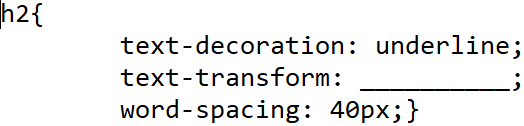 h2{
text-decoration: underline;
text-transform: __________;
word-spacing: 40px;}